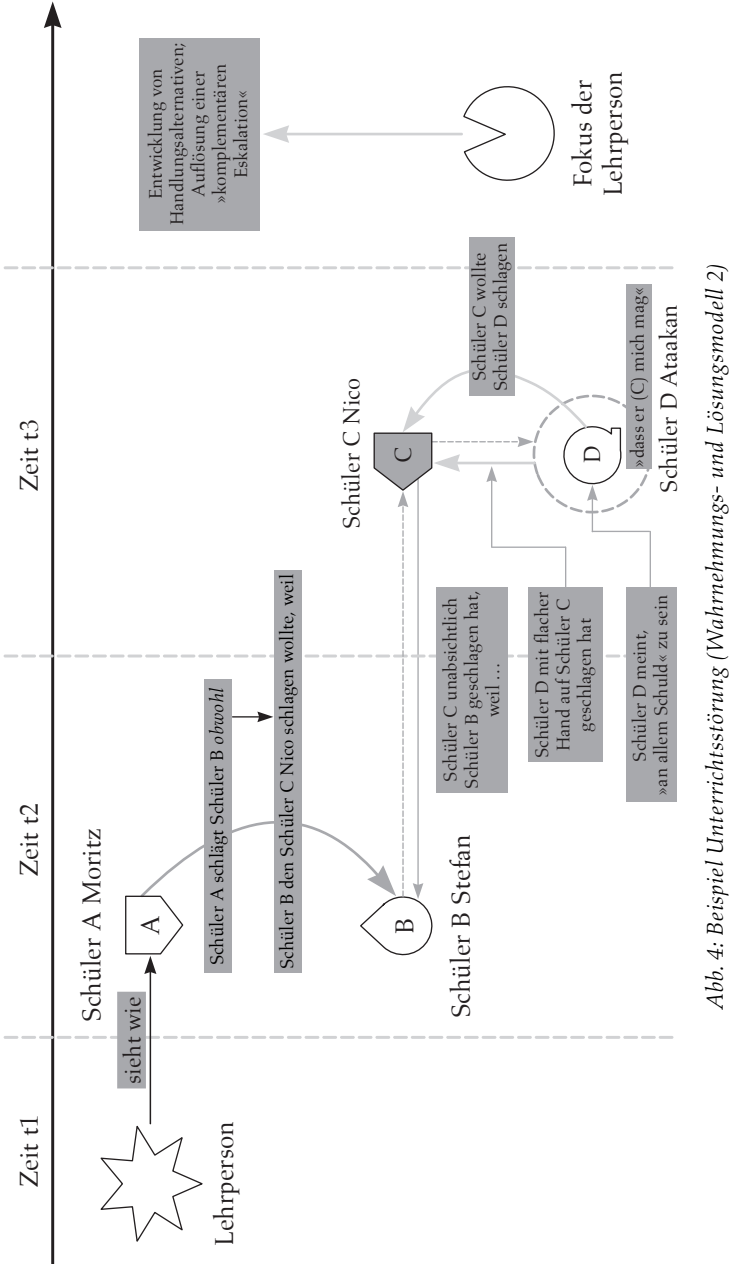 Zeit t1
Zeit t2
Zeit t3
Lehrperson
sieht wie
Schüler A Moritz
A
Schüler A schlägt Schüler B obwohl
Schüler B den Schüler C Nico schlagen wollte, weil
B
Schüler B Stefan
Schüler C unabsichtlich
Schüler B geschlagen hat,
weil …
Schüler D mit flacher
Hand auf Schüler C
geschlagen hat
Schüler D meint,
»an allem Schuld« zu sein
Schüler C Nico
C
Schüler C wollte
Schüler D schlagen
D
»dass er (C) mich mag«
Schüler D Ataakan
Entwicklung von
Handlungsalternativen;
Auflösung einer
»komplementären
Eskalation«
Fokus der
Lehrperson
Abb. 4: Beispiel Unterrichtsstörung (Wahrnehmungs- und Lösungsmodell 2)